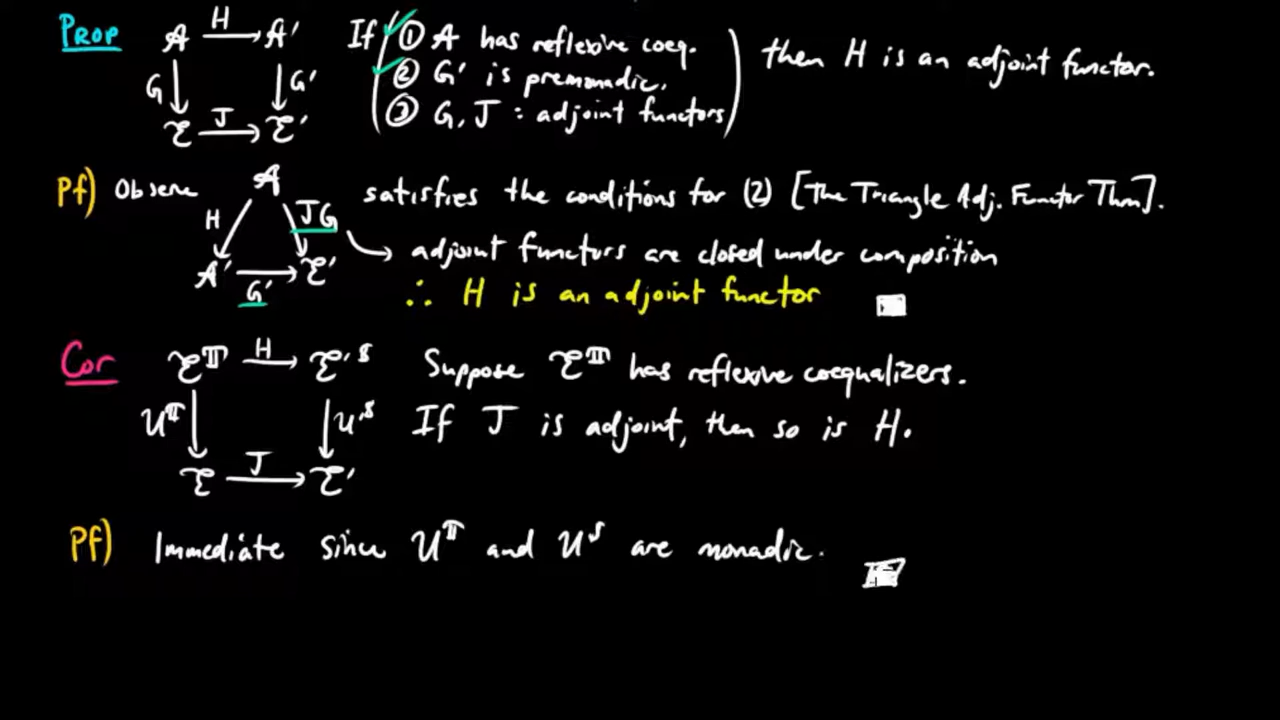 Prop 𝒜 H→ 𝒜′ If ① 𝒜 has reflexive coeq.
G ↓ ↓ G′ ② G′ is premonadic. then H is an adjoint functor.
ℰ J→ ℰ′ ③ G, J : adjoint functors
Pf) Observe 𝒜 satisfies the conditions for (2) [The Triangle Adj. Functor Thm].
H JG → adjoint functors are closed under composition
𝒜′ → ℰ′
G′ ∴ H is an adjoint functor
Cor ℰ^𝕋 H→ ℰ′^𝕊 Suppose ℰ^𝕋 has reflexive coequalizers.
U^𝕋 ↓ ↓ U^𝕊 If J is adjoint, then so is H.
ℰ J→ ℰ′
Pf) Immediate since U^𝕋 and U^𝕊 are monadic.